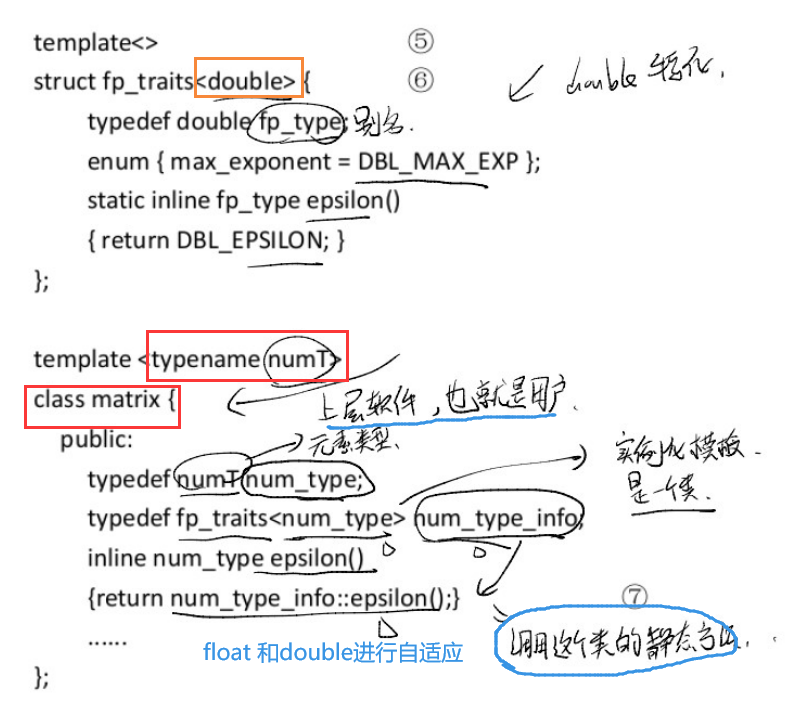 template<> ⑤
struct fp_traits<double> { ⑥ double 特化.
typedef double fp_type; 别名.
enum { max_exponent = DBL_MAX_EXP };
static inline fp_type epsilon()
{ return DBL_EPSILON; }
};
template <typename numT>
class matrix { 上层软件，也就是用户.
public: 元素类型. 实例化模板.
typedef numT num_type; 是一个类.
typedef fp_traits<num_type> num_type_info;
inline num_type epsilon()
{return num_type_info::epsilon();} ⑦
...... 调用这个类的静态方法.
float 和double进行自适应
};